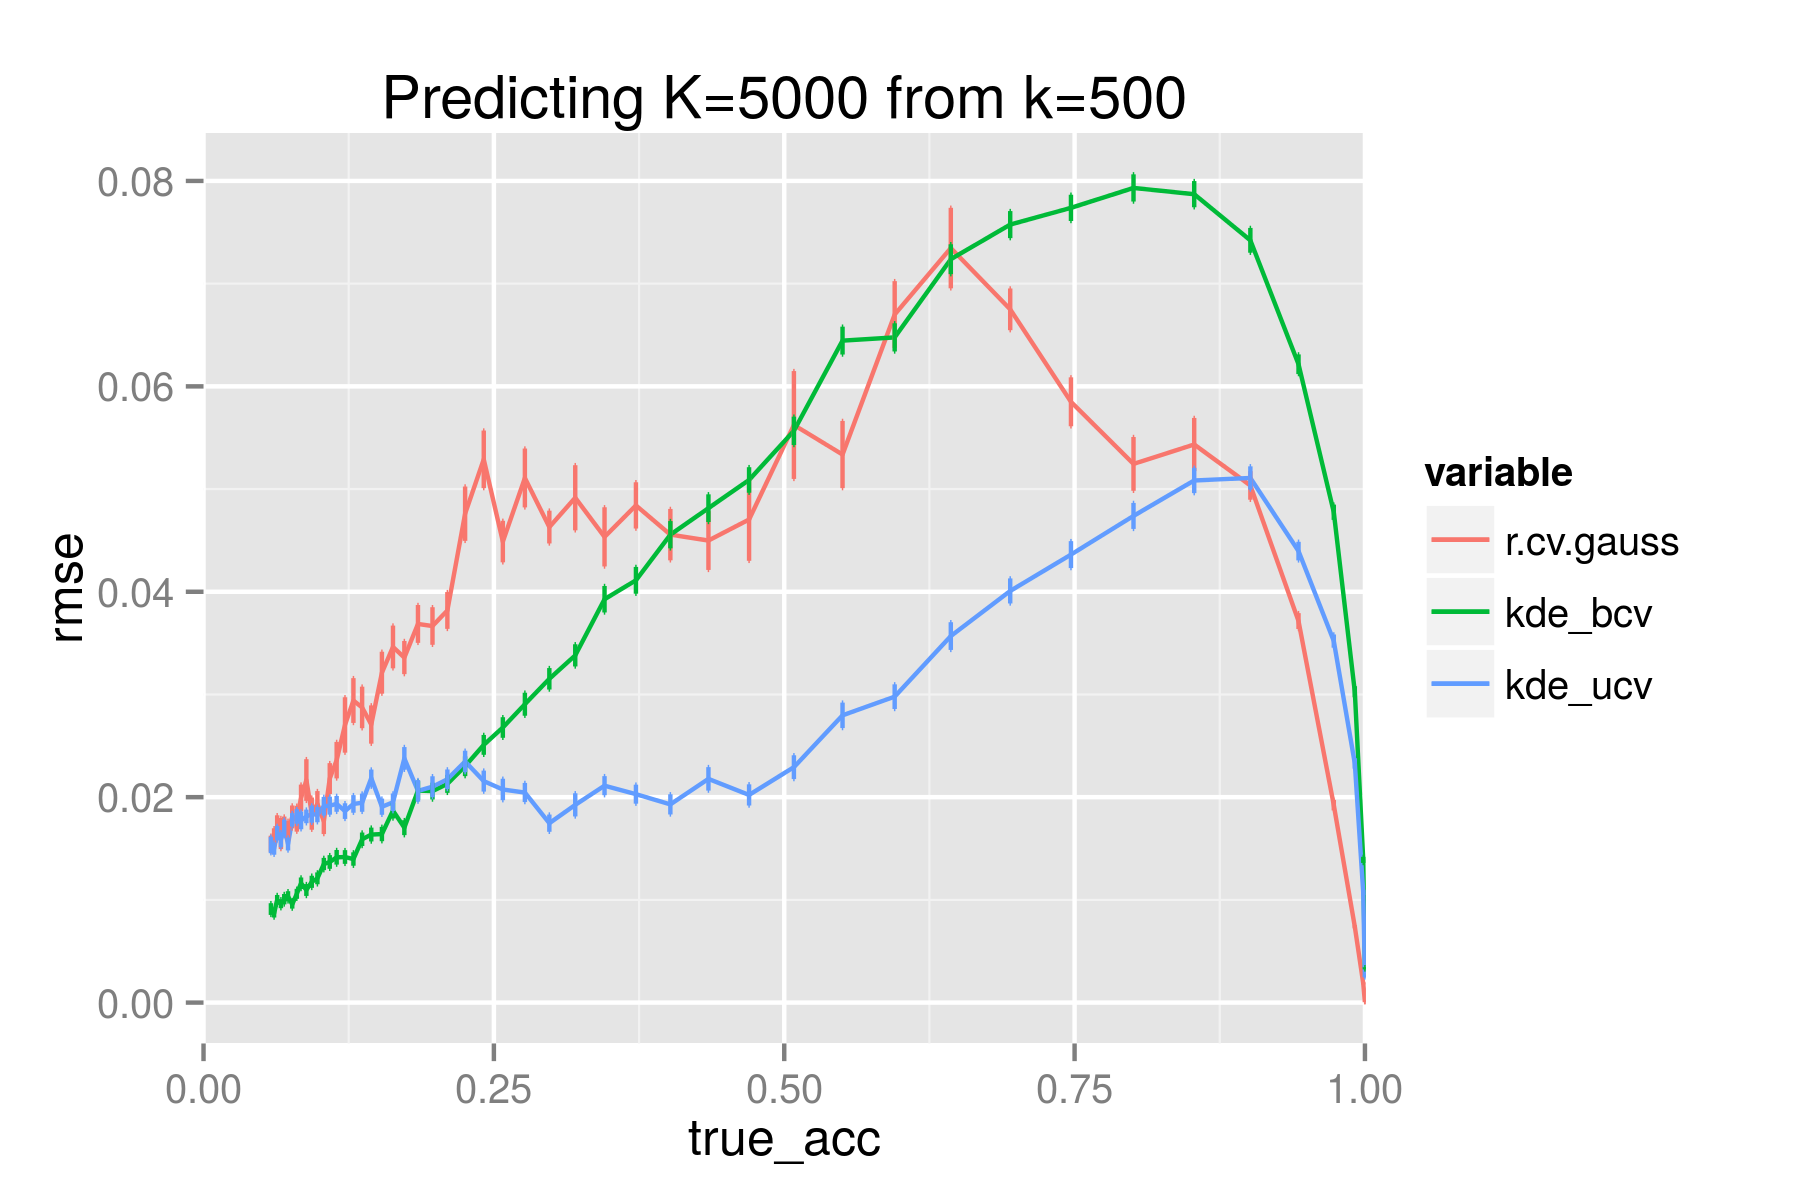 Predicting K=5000 from k=500
0.08
0.06
0.04
0.02
0.00
rmse
0.00 0.25 0.50 0.75 1.00
true_acc
variable
r.cv.gauss
kde_bcv
kde_ucv